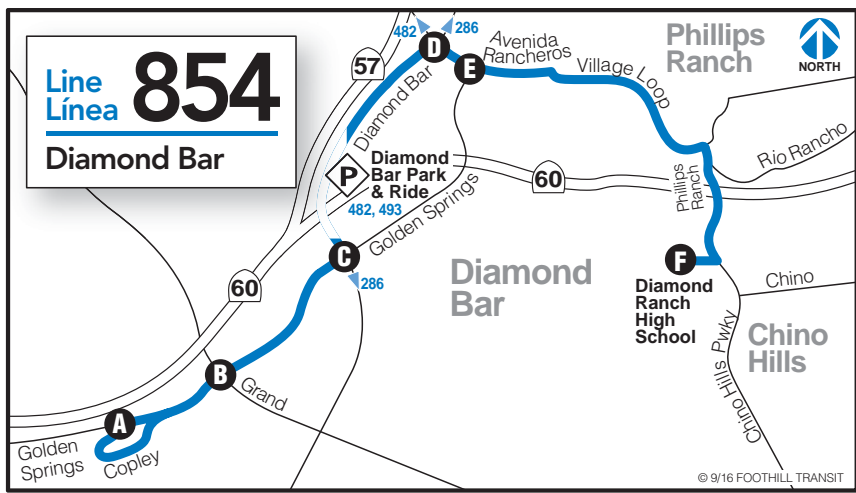 Line
Línea
854
Diamond Bar
482
286
57
D
E
Avenida
Rancheros
Village Loop
Phillips
Ranch
NORTH
Diamond Bar
P
Diamond
Bar Park
& Ride
482, 493
60
Río Rancho
Phillips
Ranch
Golden Springs
C
286
60
Diamond
Bar
F
Diamond
Ranch
High
School
Chino
Chino
Hills
Chino Hills Pwky
B
Grand
A
Golden
Springs
Copley
© 9/16 FOOTHILL TRANSIT